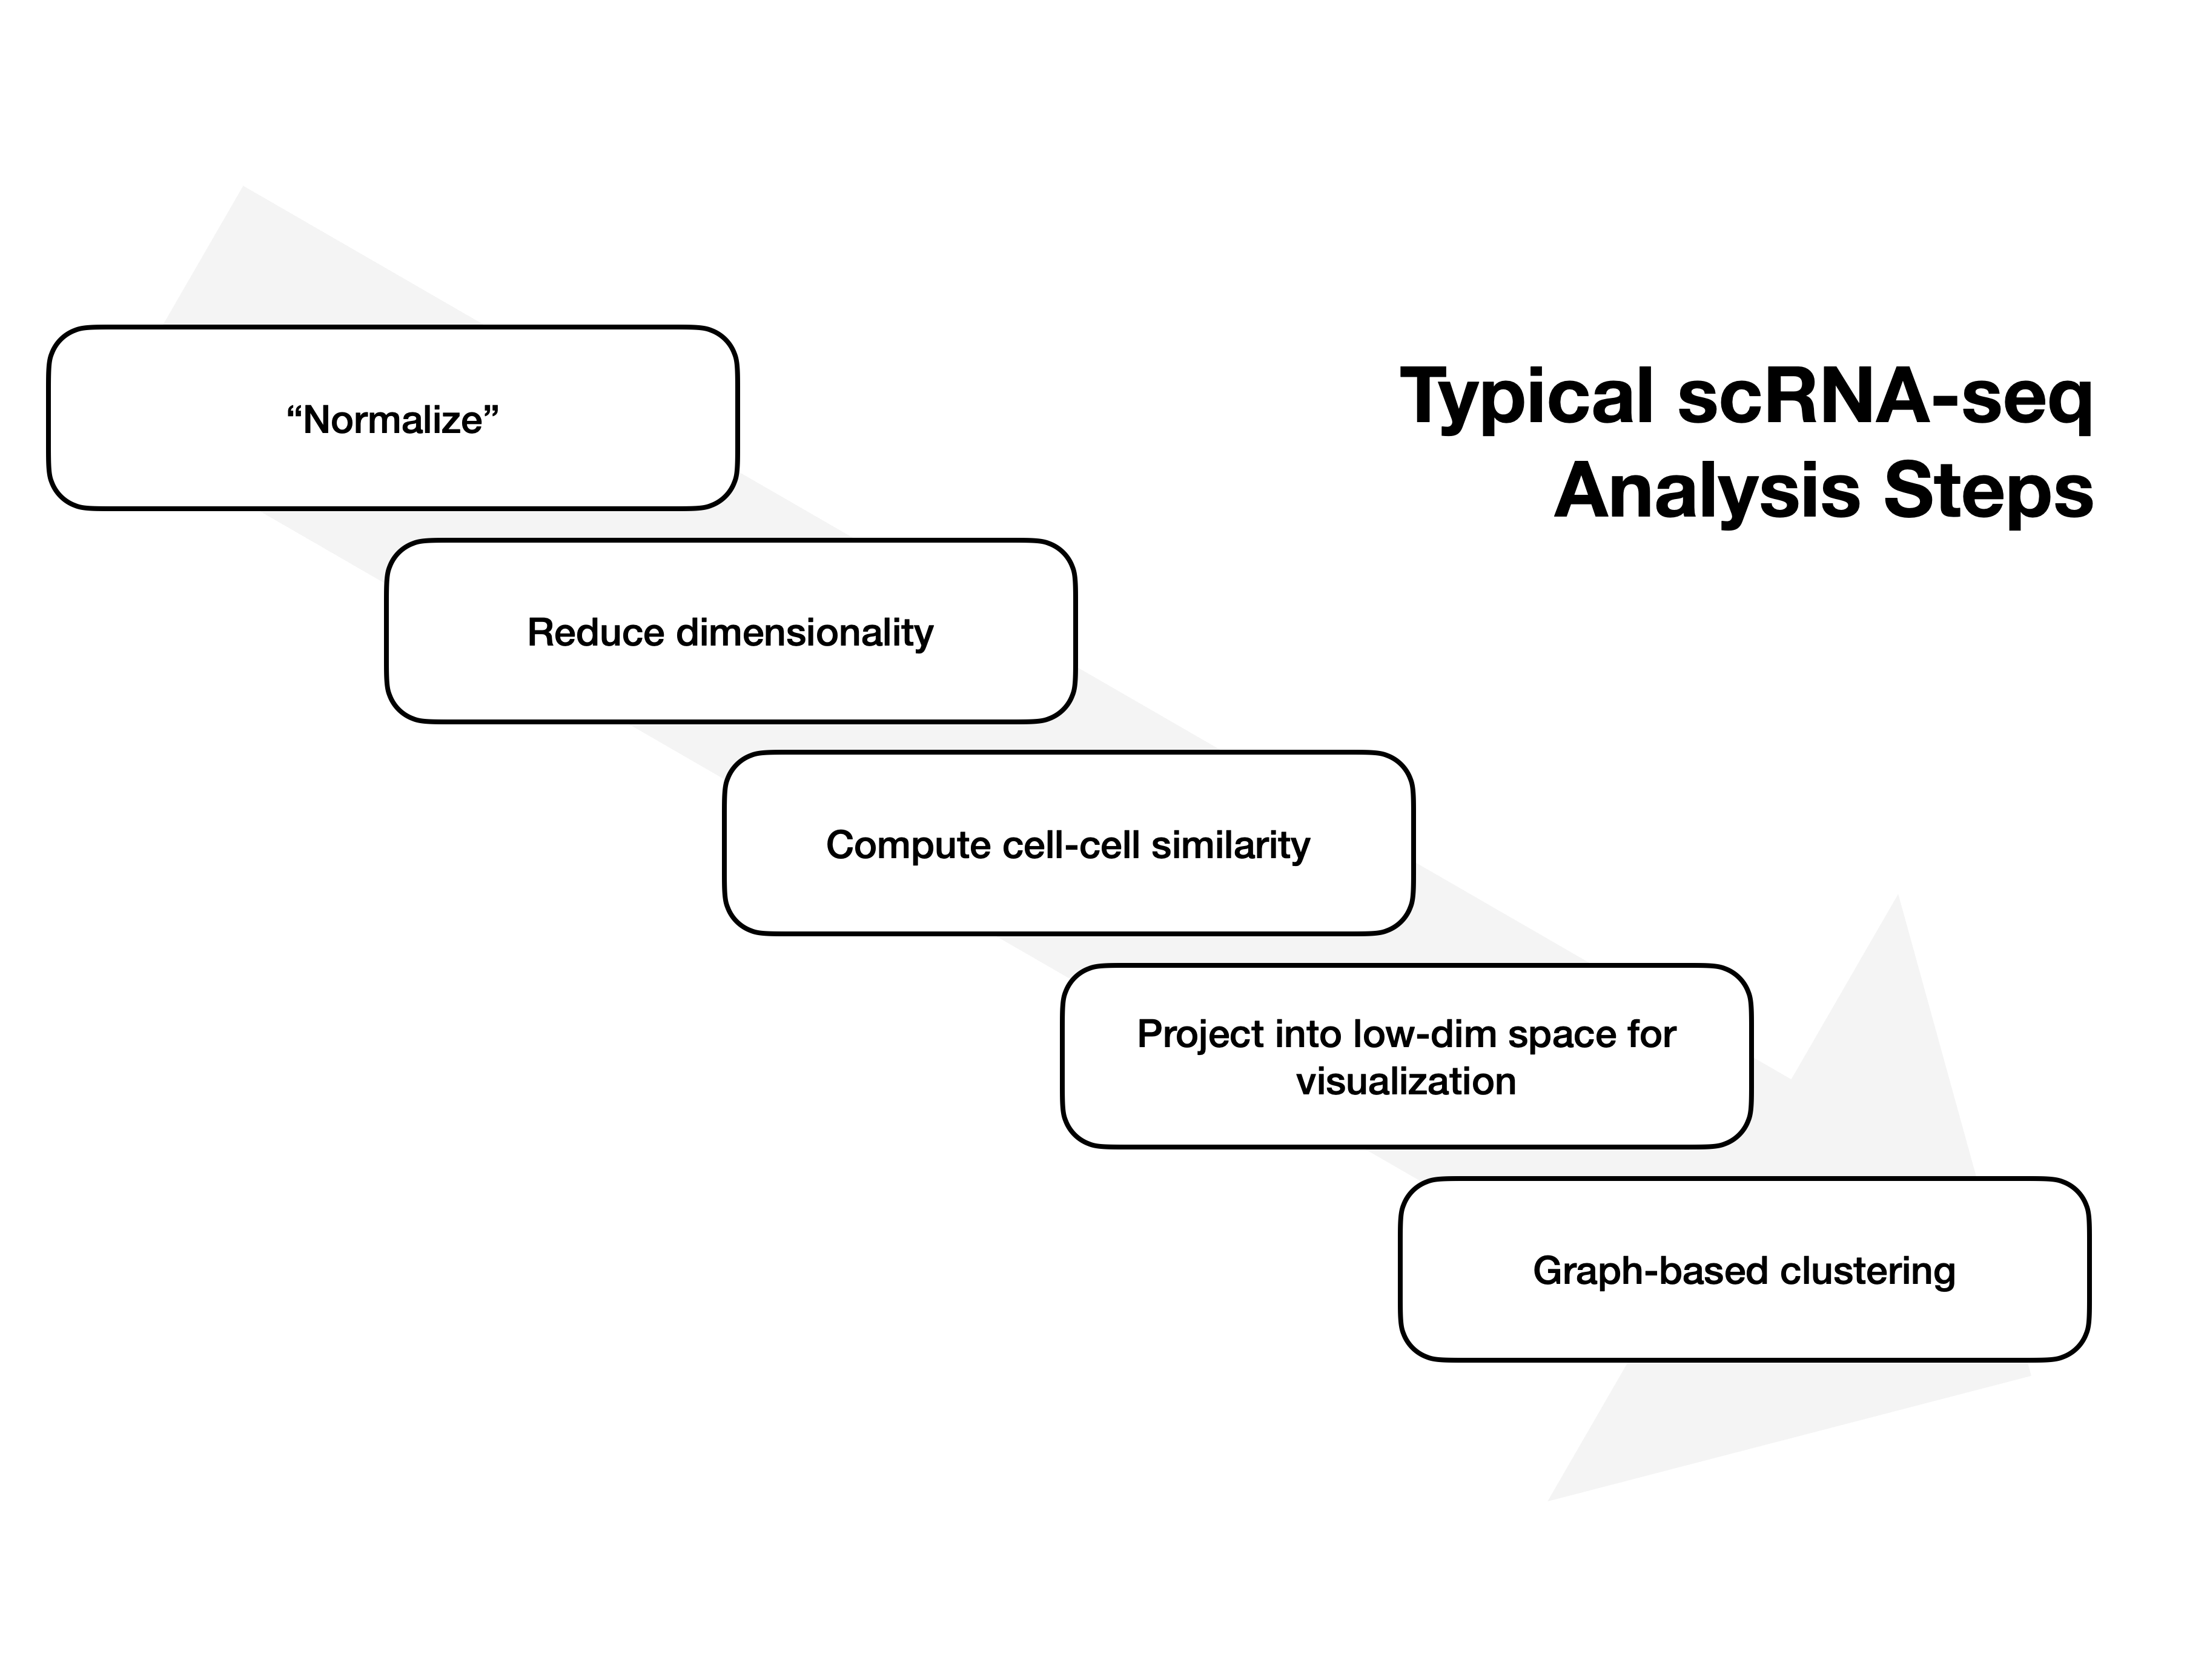 Typical scRNA-seq
Analysis Steps
“Normalize”
Reduce dimensionality
Compute cell-cell similarity
Project into low-dim space for
visualization
Graph-based clustering